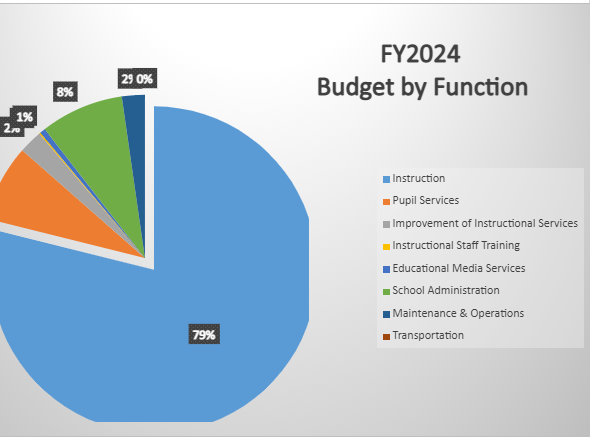 FY2024
Budget by Function
8%
0%
1%
79%
Instruction
Pupil Services
Improvement of Instructional Services
Instructional Staff Training
Educational Media Services
School Administration
Maintenance & Operations
Transportation